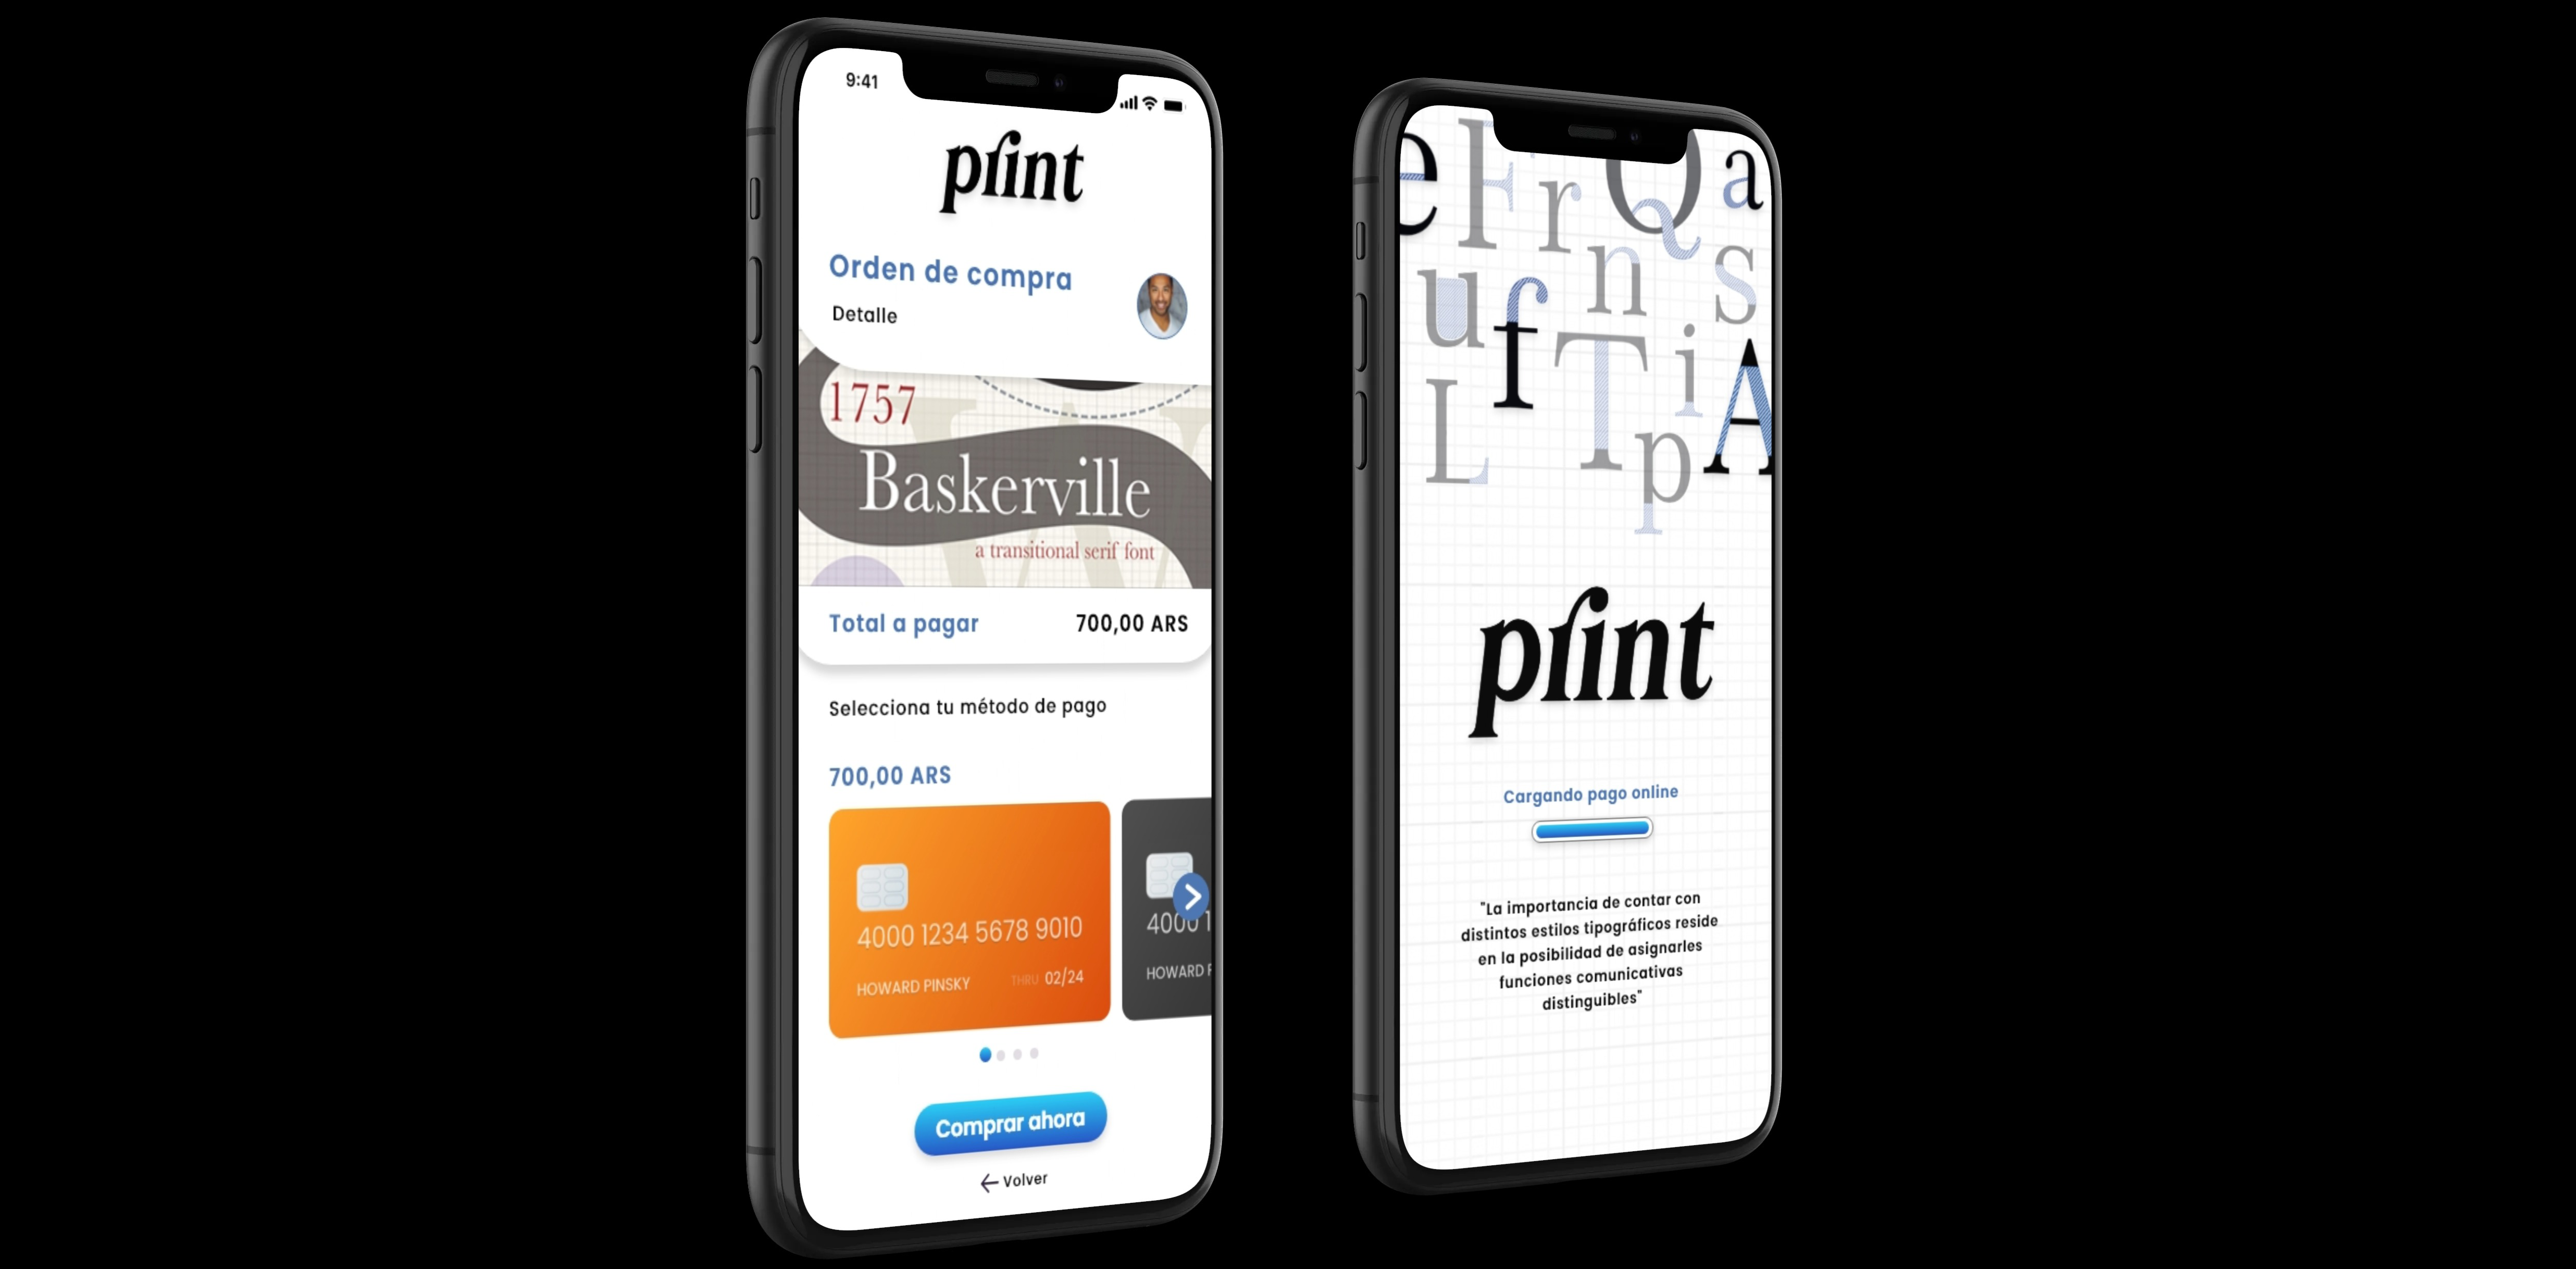 9:41
print
Orden de compra
Detalle
1757
Baskerville
a transitional serif font
Total a pagar
700,00 ARS
Selecciona tu método de pago
700,00 ARS
4000 1234 5678 9010
HOWARD PINSKY
THRU 02/24
4000 1
HOWARD P
Comprar ahora
← Volver
e F r Q a
u f n s
L T i A
p
print
Cargando pago online
"La importancia de contar con
distintos estilos tipográficos reside
en la posibilidad de asignarles
funciones comunicativas
distinguibles"